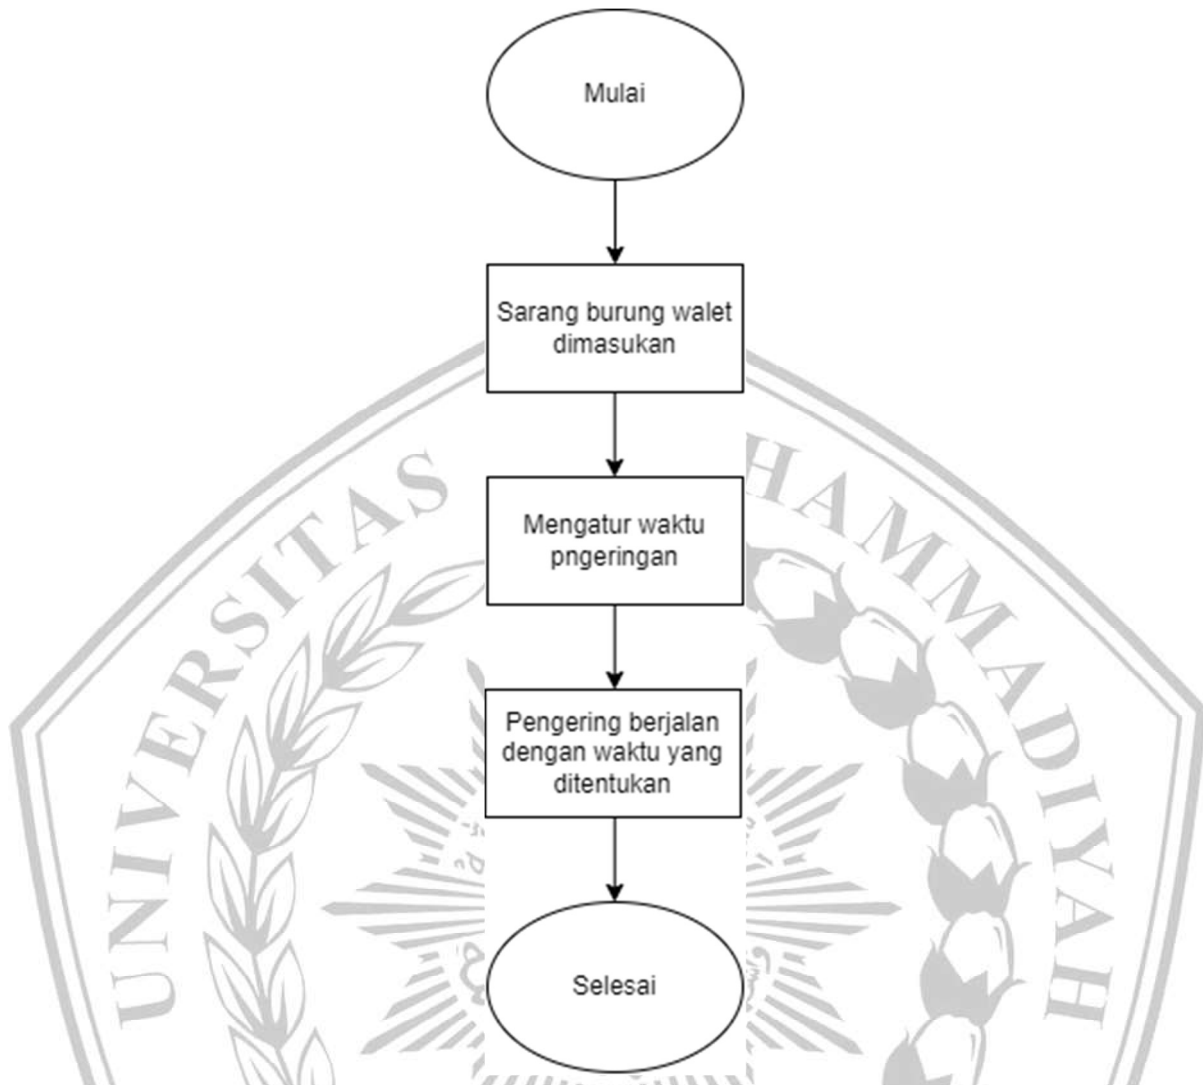 Mulai
Sarang burung walet
dimasukan
Mengatur waktu
pngeringan
Pengering berjalan
dengan waktu yang
ditentukan
Selesai
UNIVERSITAS
HAMMADIYAH